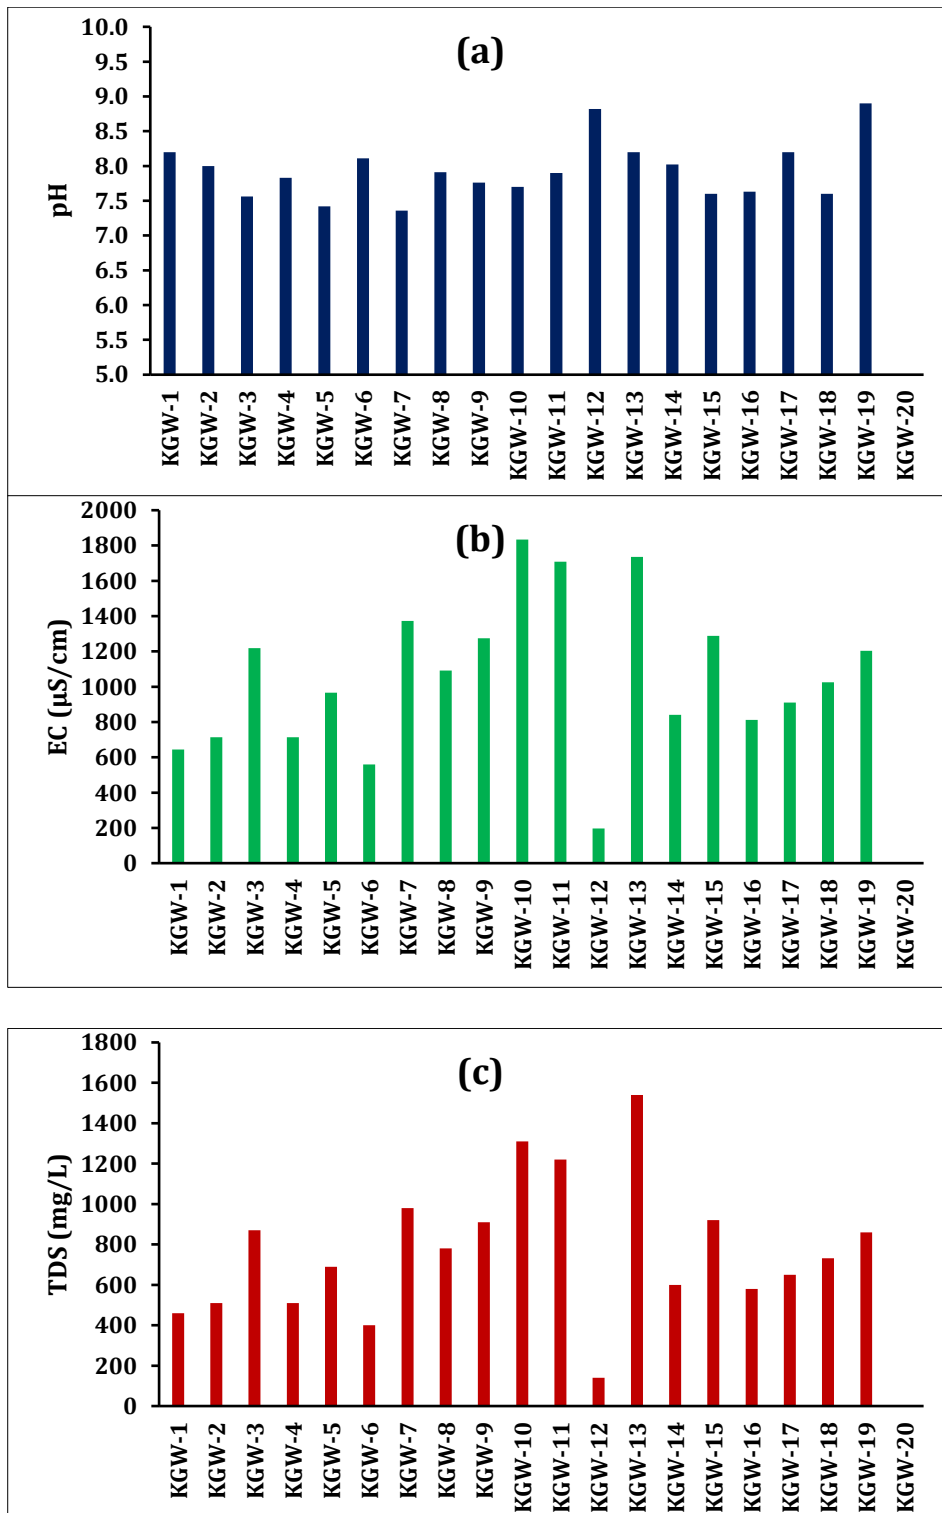 (a)
pH
10.0
9.5
9.0
8.5
8.0
7.5
7.0
6.5
6.0
5.5
5.0
KGW-1
KGW-2
KGW-3
KGW-4
KGW-5
KGW-6
KGW-7
KGW-8
KGW-9
KGW-10
KGW-11
KGW-12
KGW-13
KGW-14
KGW-15
KGW-16
KGW-17
KGW-18
KGW-19
KGW-20
(b)
EC (µS/cm)
2000
1800
1600
1400
1200
1000
800
600
400
200
0
KGW-1
KGW-2
KGW-3
KGW-4
KGW-5
KGW-6
KGW-7
KGW-8
KGW-9
KGW-10
KGW-11
KGW-12
KGW-13
KGW-14
KGW-15
KGW-16
KGW-17
KGW-18
KGW-19
KGW-20
(c)
TDS (mg/L)
1800
1600
1400
1200
1000
800
600
400
200
0
KGW-1
KGW-2
KGW-3
KGW-4
KGW-5
KGW-6
KGW-7
KGW-8
KGW-9
KGW-10
KGW-11
KGW-12
KGW-13
KGW-14
KGW-15
KGW-16
KGW-17
KGW-18
KGW-19
KGW-20